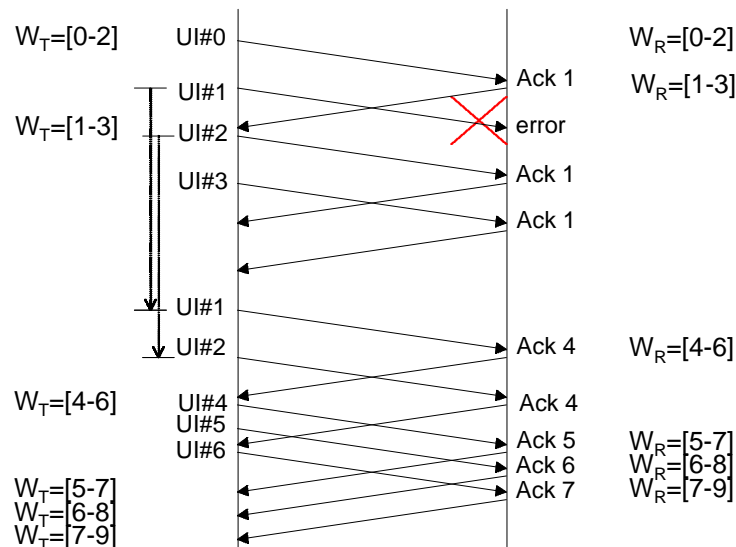 W_T=[0-2] UI#0 W_R=[0-2]
Ack 1 W_R=[1-3]
UI#1
W_T=[1-3] UI#2 error
Ack 1
UI#3
Ack 1
UI#1
UI#2 Ack 4 W_R=[4-6]
W_T=[4-6] UI#4 Ack 4
UI#5
UI#6 Ack 5 W_R=[5-7]
Ack 6 W_R=[6-8]
W_T=[5-7] Ack 7 W_R=[7-9]
W_T=[6-8]
W_T=[7-9]